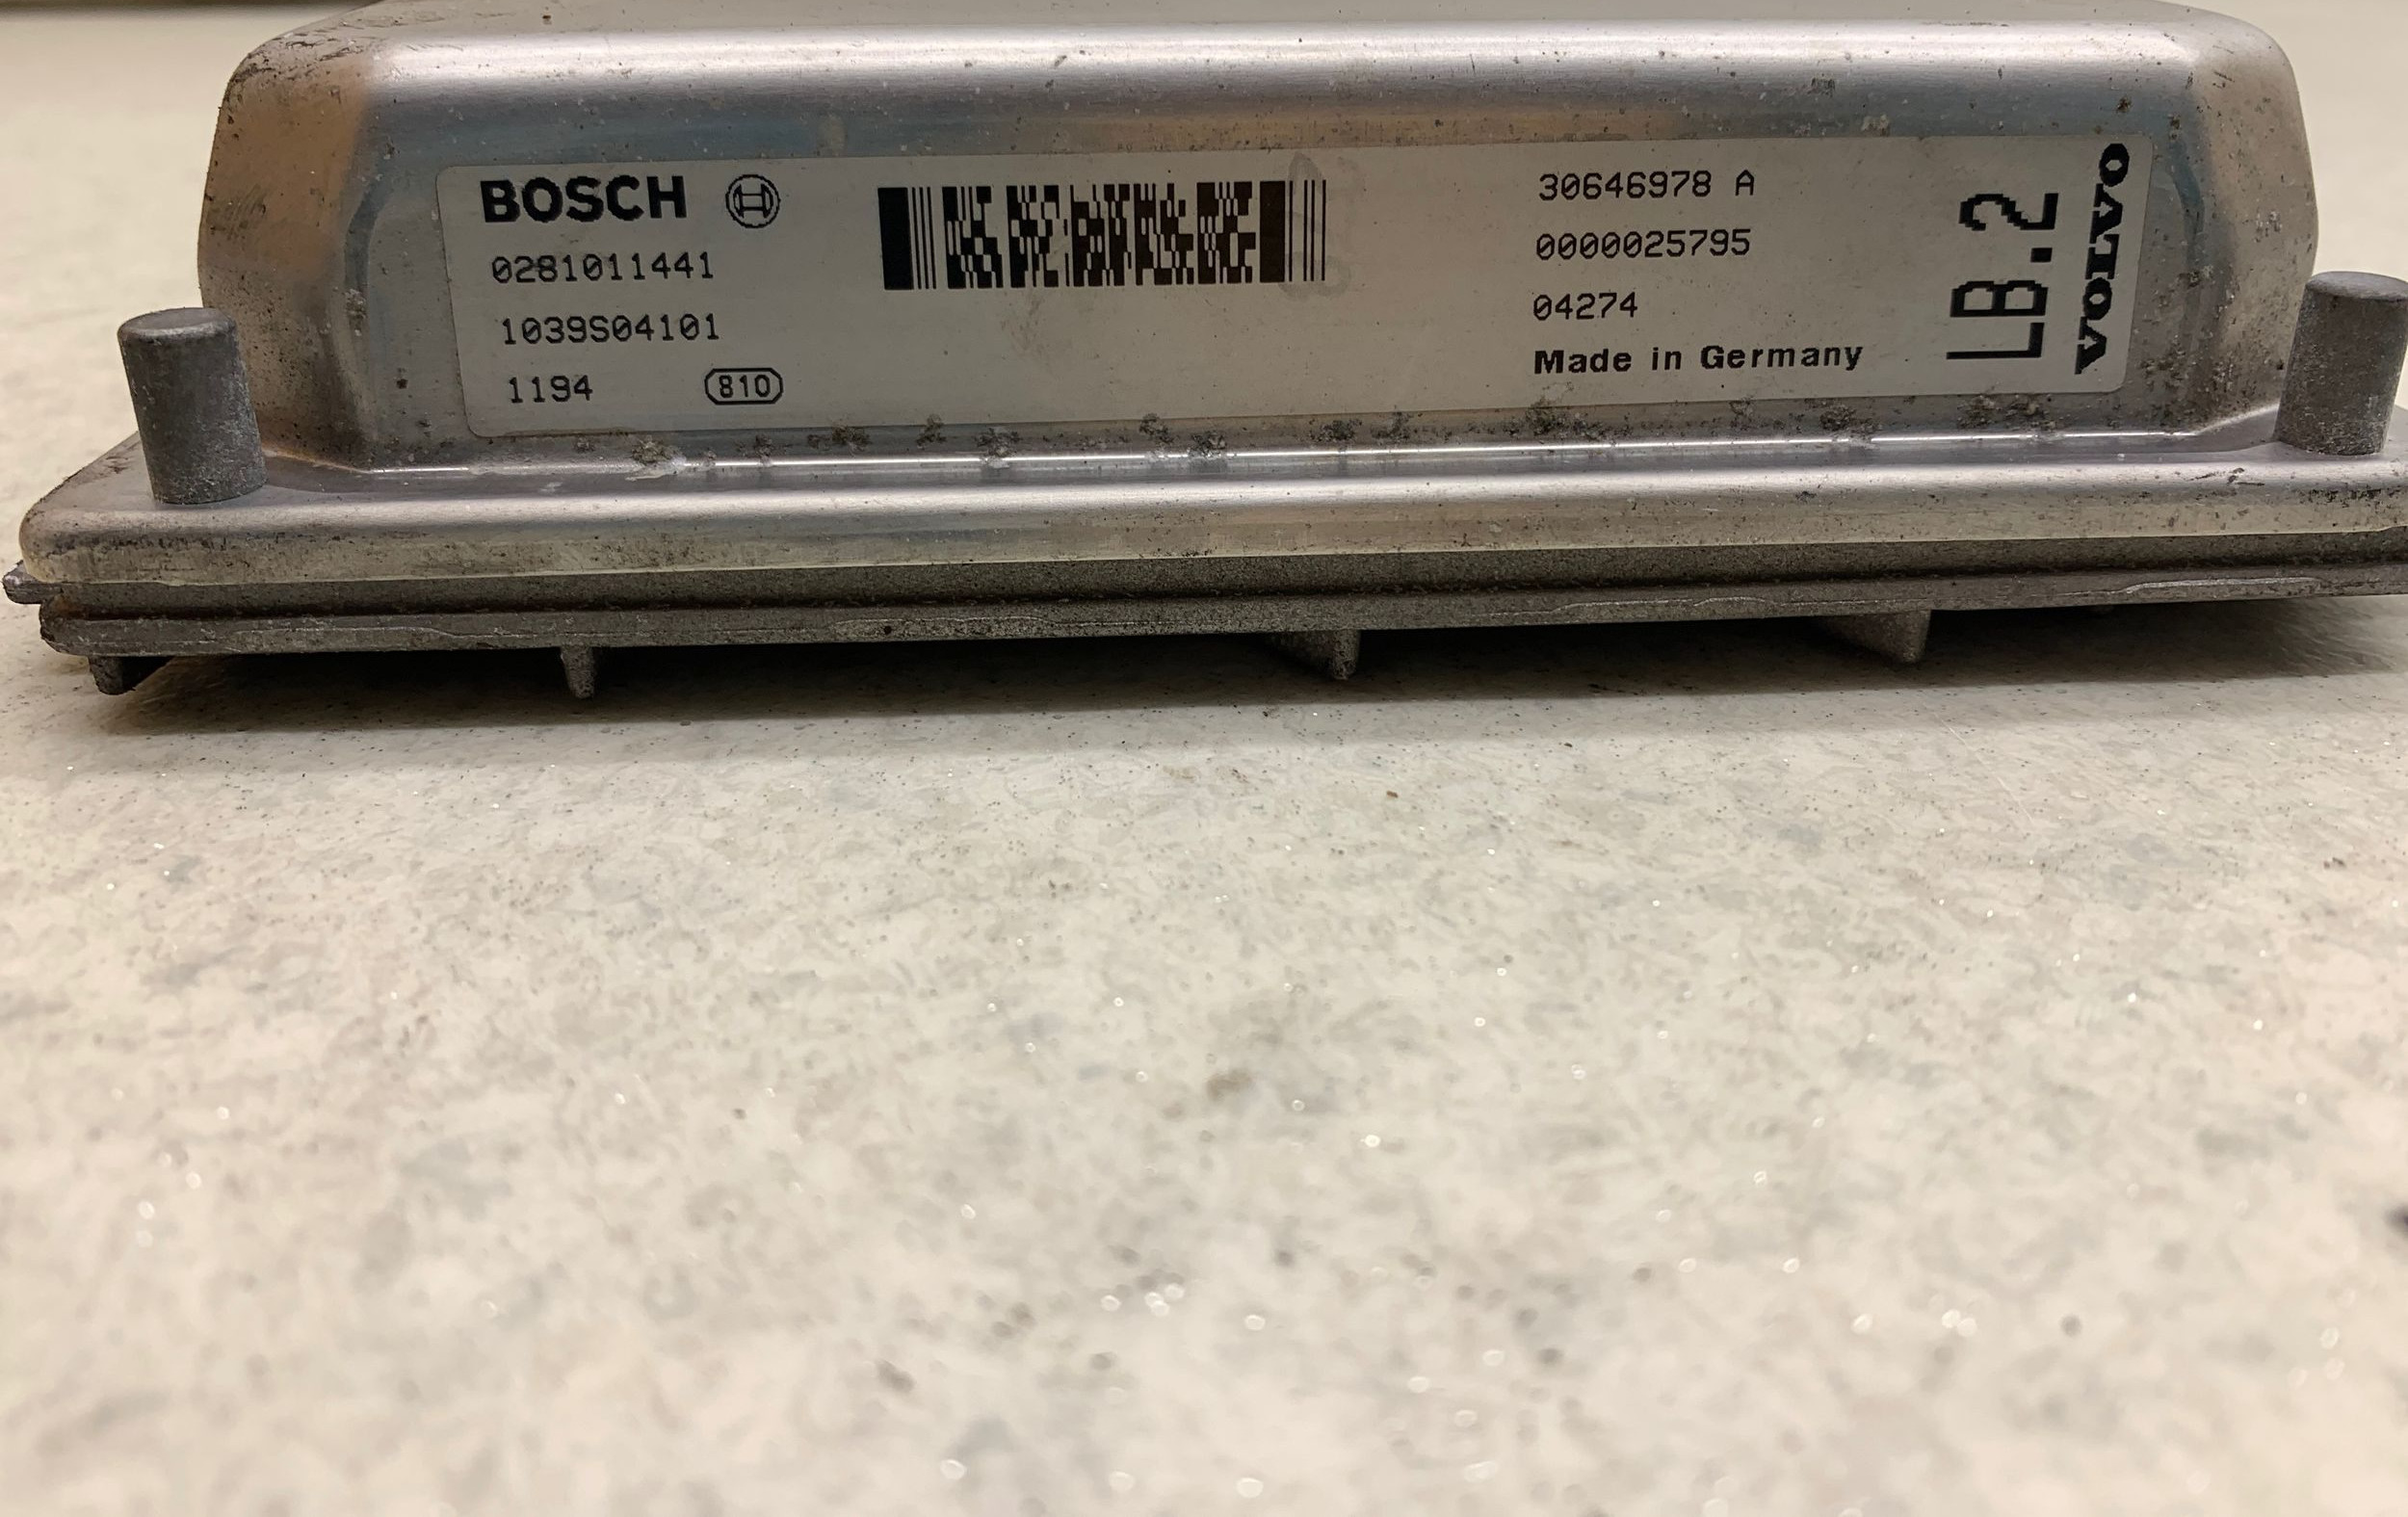 BOSCH
0281011441
1039S04101
1194 810
30646978 A
0000025795
04274
Made in Germany
LB.2
VOLVO